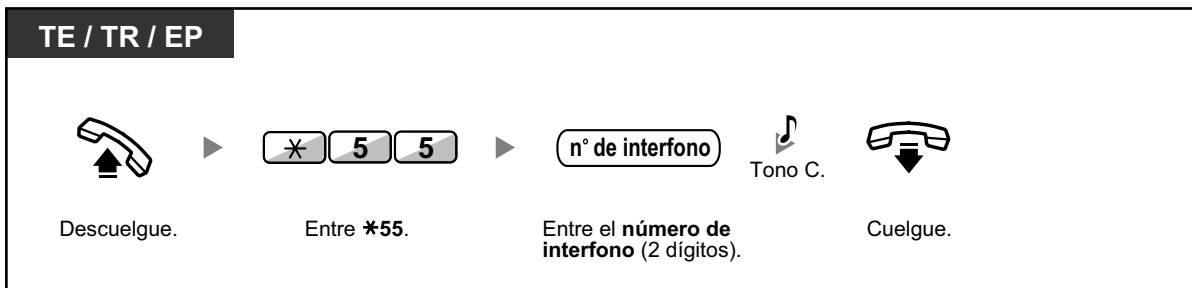 TE / TR / EP
✳ 5 5
n° de interfono
Tono C.
Descuelgue.
Entre ✳55.
Entre el número de
interfono (2 dígitos).
Cuelgue.